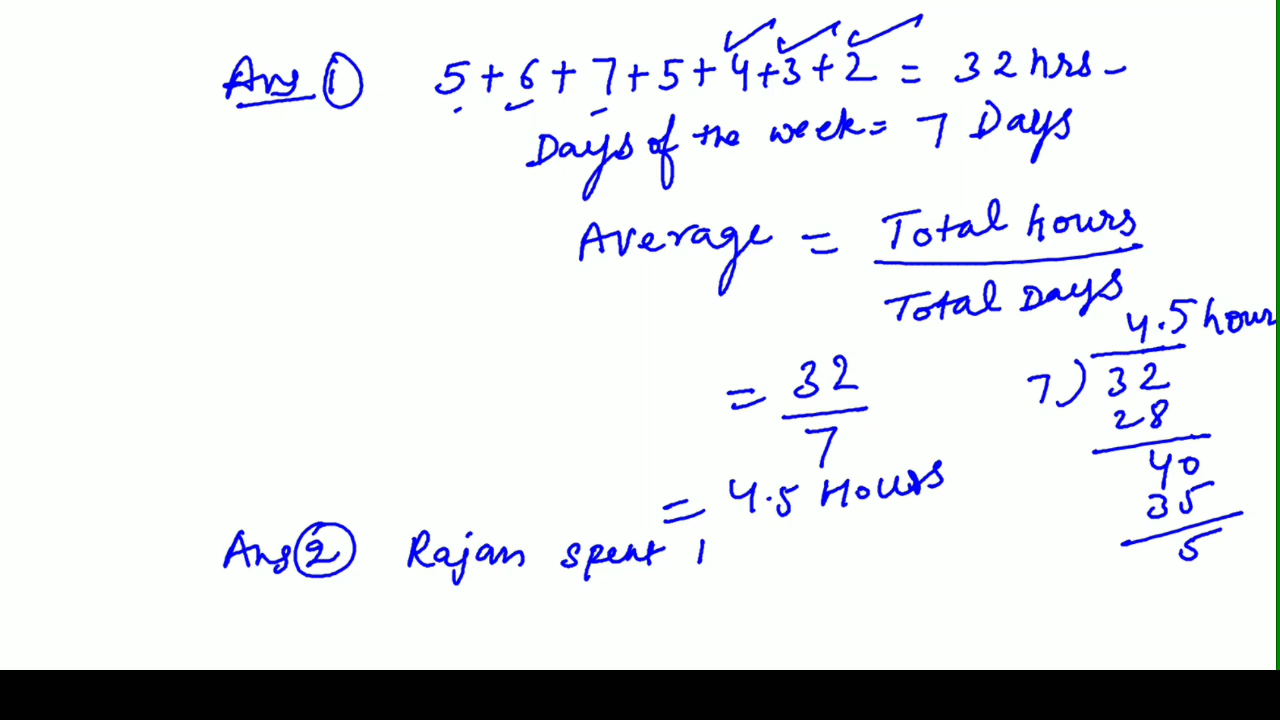 Ans ① 5+6+7+5+4+3+2 = 32 hrs-
Days of the week = 7 Days
Average = Total hours
Total Days
4.5 hour
7)32
= 32
7
28
40
35
5
= 4.5 Hours
Ans ② Rajan spent 1